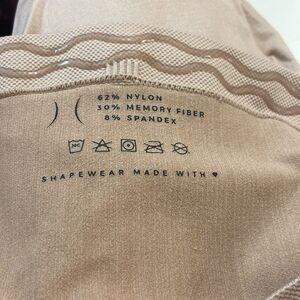 62% NYLON
30% MEMORY FIBER
8% SPANDEX
SHAPEWEAR MADE WITH ♥